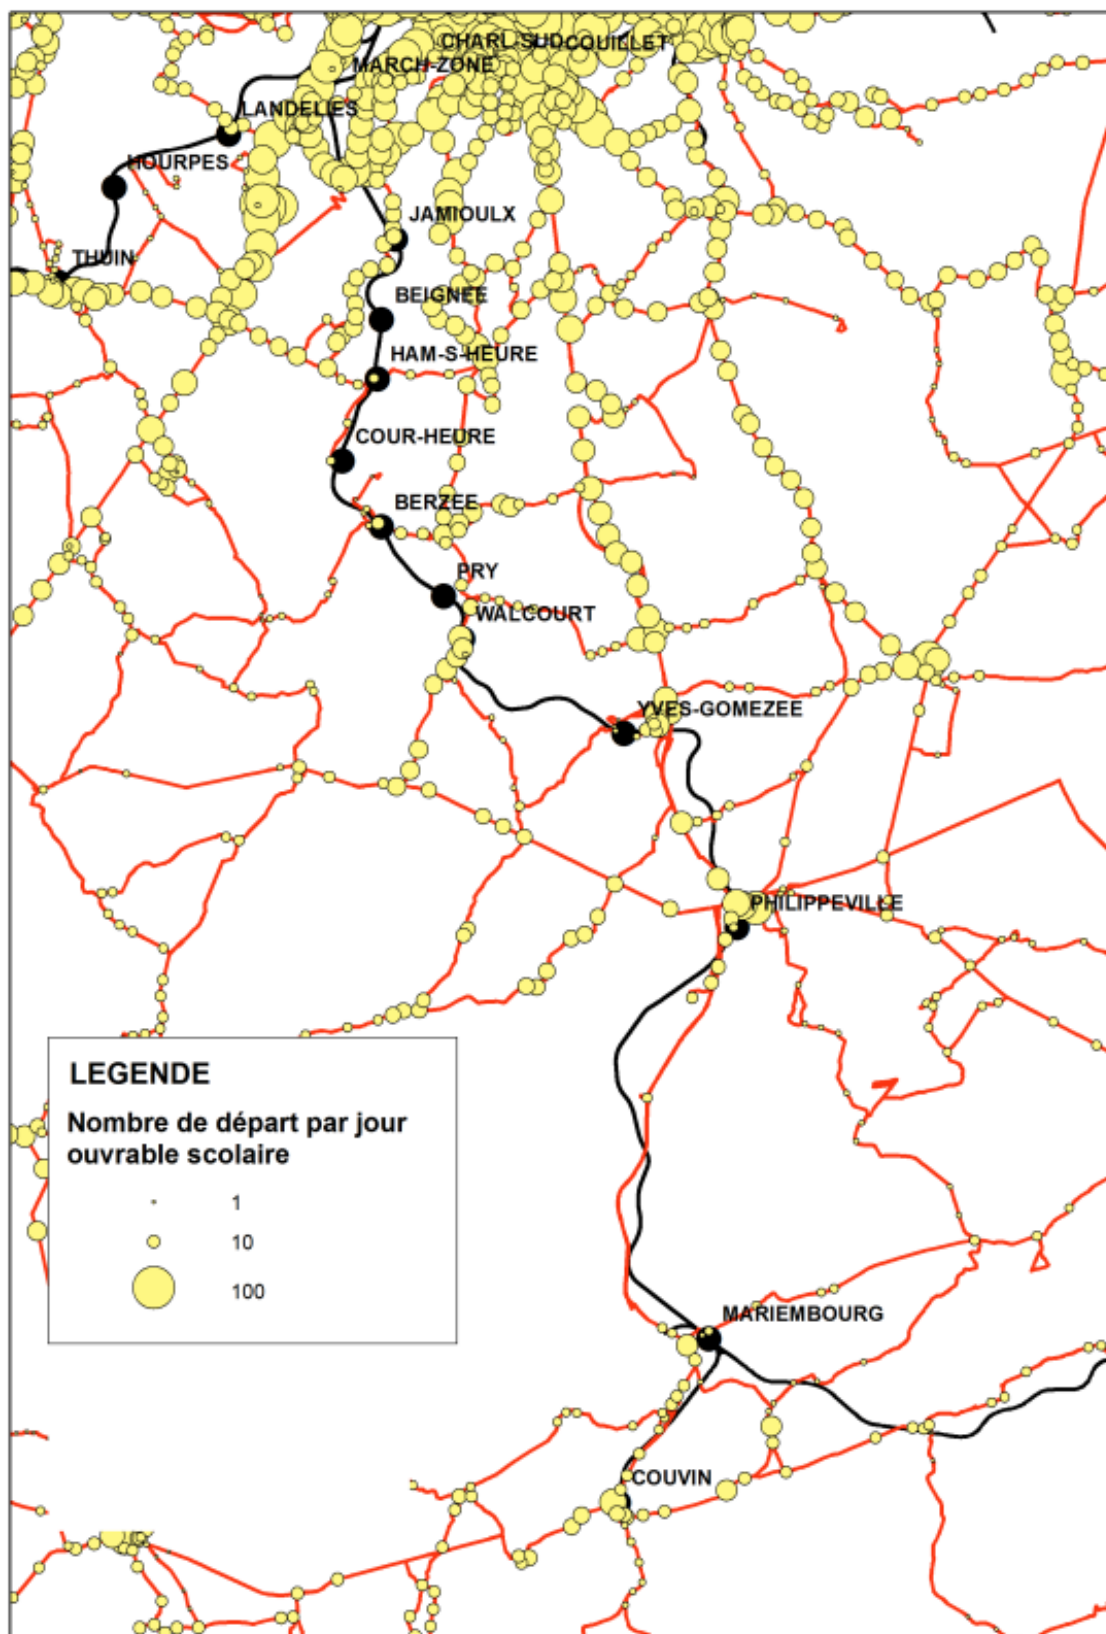 CHARL-SUD COUILLET
MARCH-ZONE
LANDELIES
HOURPES
JAMIOULX
THUIN
BEIGNEE
HAM-S-HEURE
COUR-HEURE
BERZEE
PRY
WALCOURT
YVES-GOMEZEE
PHILIPPEVILLE
LEGENDE
Nombre de départ par jour
ouvrable scolaire
1
10
100
MARIEMBOURG
COUVIN